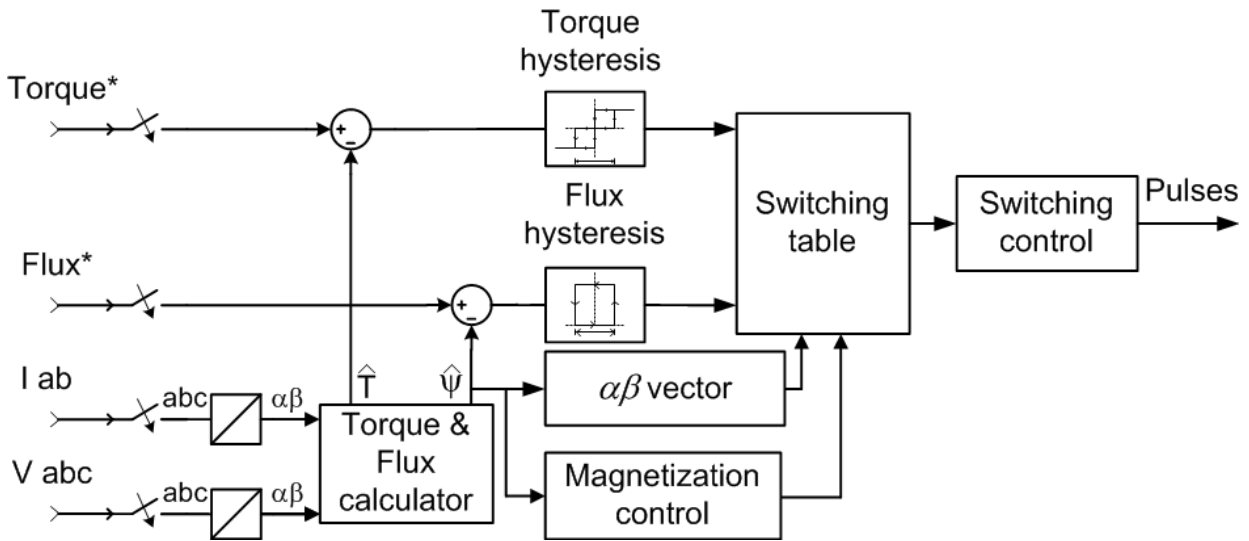 Torque
hysteresis
Torque*
+
-
Flux
hysteresis
Switching
table
Switching
control
Pulses
Flux*
+
-
I ab
abc
αβ
T̂
ψ̂
αβ vector
Torque &
Flux
calculator
V abc
abc
αβ
Magnetization
control